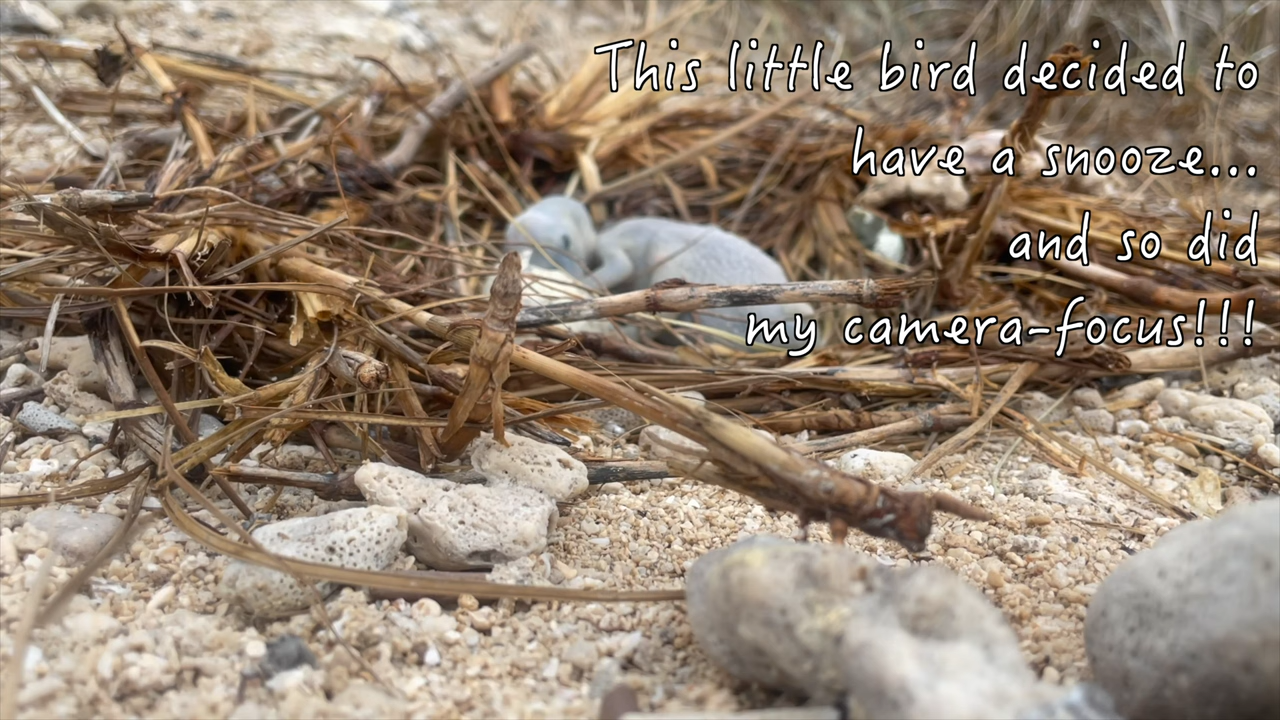 This little bird decided to
have a snooze...
and so did
my camera-focus!!!